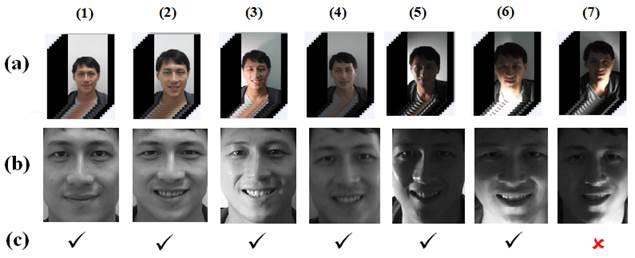 (1) (2) (3) (4) (5) (6) (7)
(a)
(b)
(c) ✓ ✓ ✓ ✓ ✓ ✓ ✗